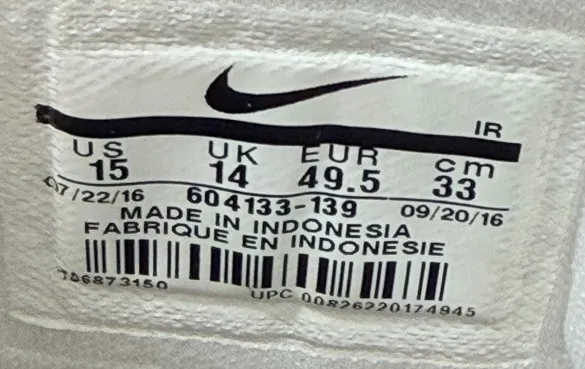 IR
US UK EUR cm
15 14 49.5 33
07/22/16 604133-139 09/20/16
MADE IN INDONESIA
FABRIQUE EN INDONESIE
UPC 00826220174945